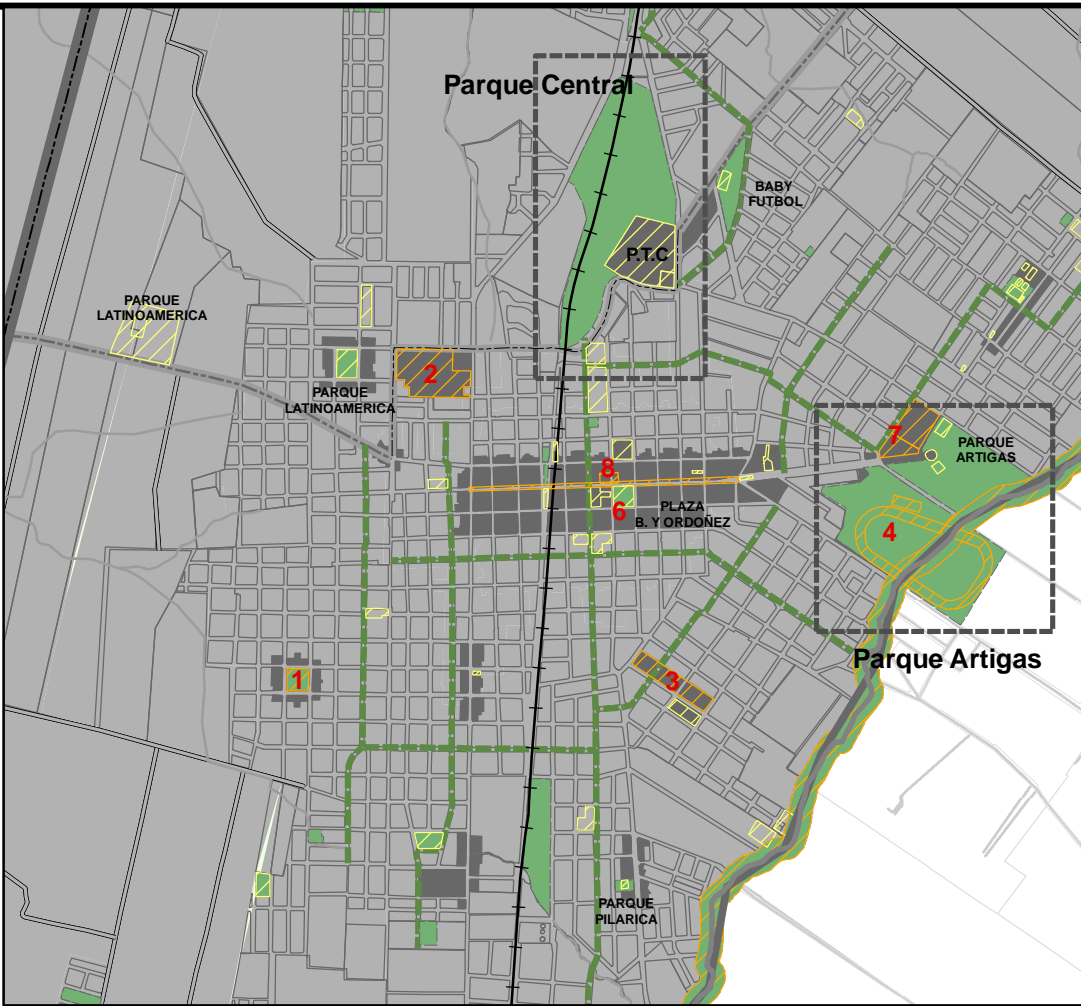 Parque Central
BABY
FUTBOL
P.T.C
PARQUE
LATINOAMERICA
2
PARQUE
LATINOAMERICA
7
PARQUE
ARTIGAS
8
6
PLAZA
B. Y ORDOÑEZ
4
Parque Artigas
1
3
PARQUE
PILARICA